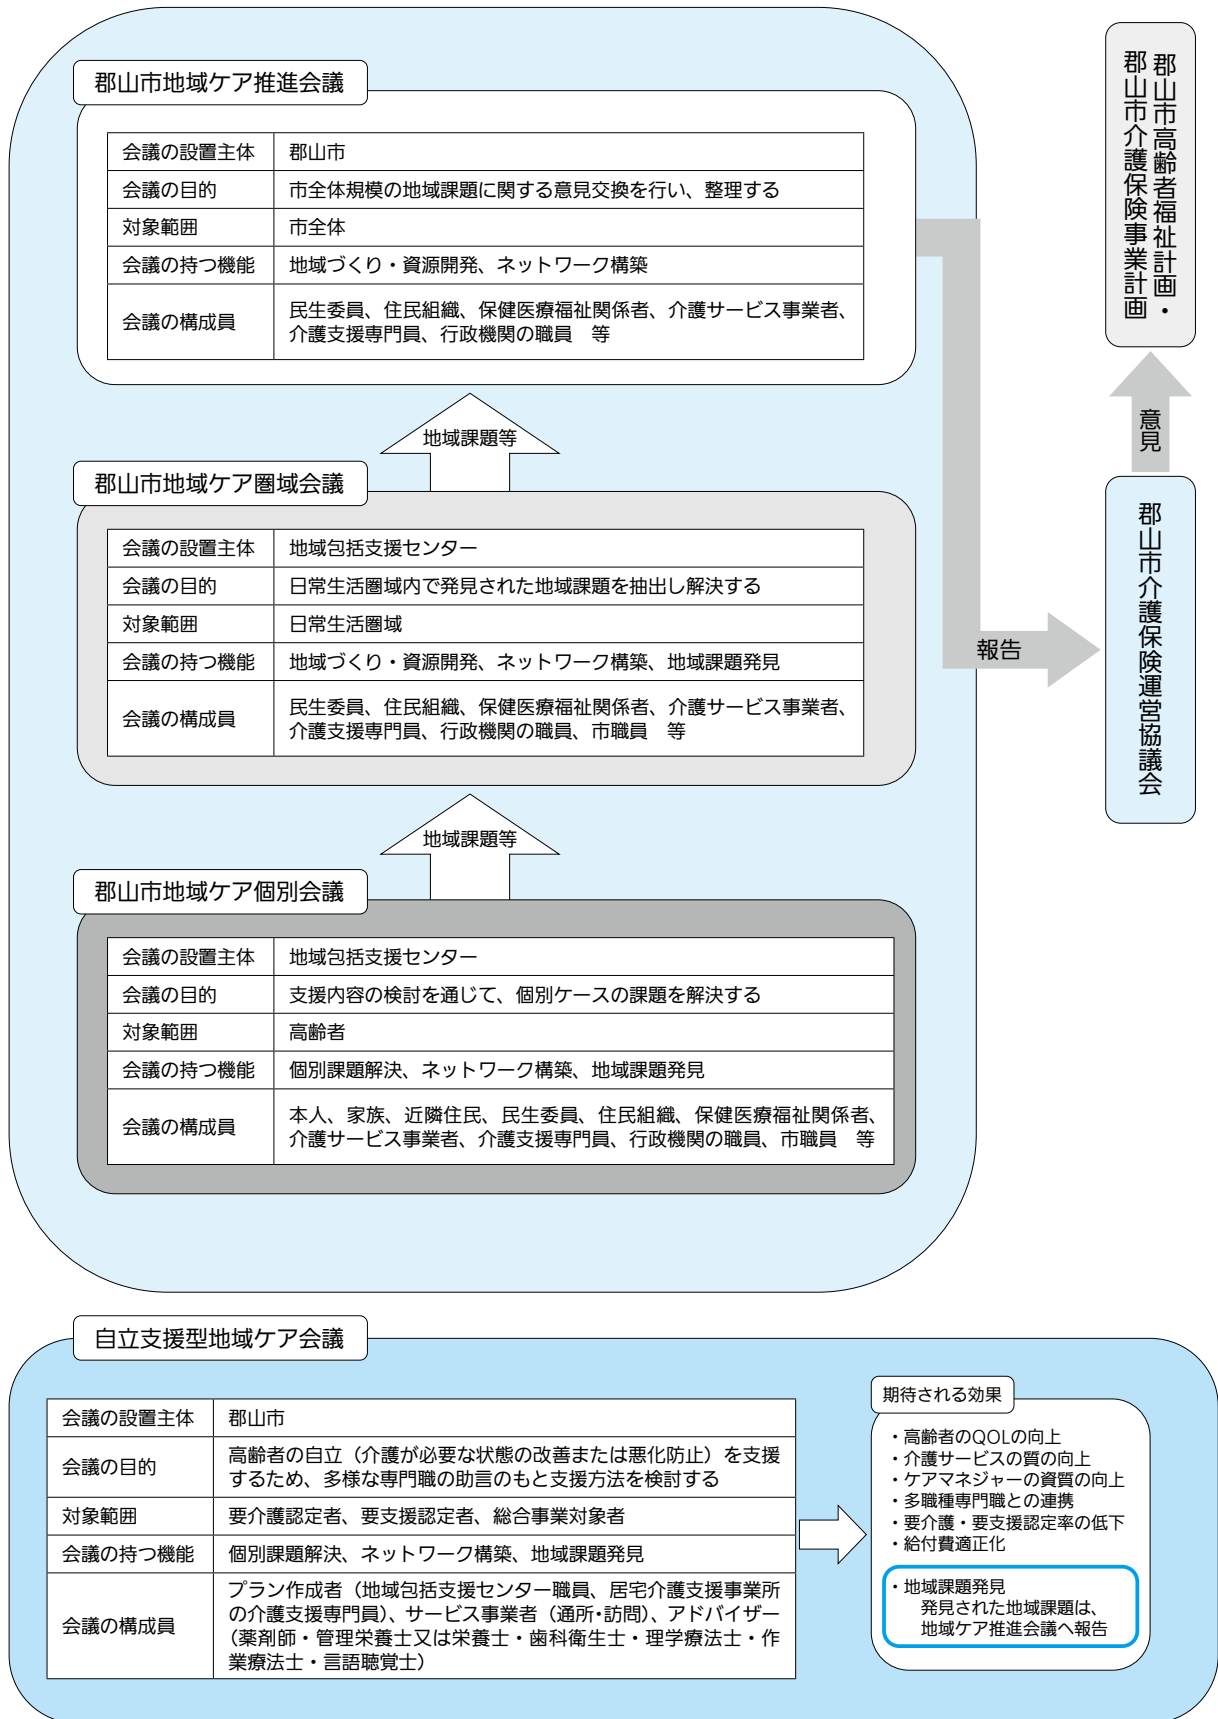 郡山市地域ケア推進会議
会議の設置主体 郡山市
会議の目的 市全体規模の地域課題に関する意見交換を行い、整理する
対象範囲 市全体
会議の持つ機能 地域づくり・資源開発、ネットワーク構築
会議の構成員 民生委員、住民組織、保健医療福祉関係者、介護サービス事業者、
介護支援専門員、行政機関の職員　等
地域課題等
郡山市地域ケア圏域会議
会議の設置主体 地域包括支援センター
会議の目的 日常生活圏域内で発見された地域課題を抽出し解決する
対象範囲 日常生活圏域
会議の持つ機能 地域づくり・資源開発、ネットワーク構築、地域課題発見
会議の構成員 民生委員、住民組織、保健医療福祉関係者、介護サービス事業者、
介護支援専門員、行政機関の職員、市職員　等
地域課題等
郡山市地域ケア個別会議
会議の設置主体 地域包括支援センター
会議の目的 支援内容の検討を通じて、個別ケースの課題を解決する
対象範囲 高齢者
会議の持つ機能 個別課題解決、ネットワーク構築、地域課題発見
会議の構成員 本人、家族、近隣住民、民生委員、住民組織、保健医療福祉関係者、
介護サービス事業者、介護支援専門員、行政機関の職員、市職員　等
報告
郡山市介護保険運営協議会
意見
郡山市高齢者福祉計画・
郡山市介護保険事業計画
自立支援型地域ケア会議
会議の設置主体 郡山市
会議の目的 高齢者の自立（介護が必要な状態の改善または悪化防止）を支援
するため、多様な専門職の助言のもと支援方法を検討する
対象範囲 要介護認定者、要支援認定者、総合事業対象者
会議の持つ機能 個別課題解決、ネットワーク構築、地域課題発見
会議の構成員 プラン作成者（地域包括支援センター職員、居宅介護支援事業所
の介護支援専門員）、サービス事業者（通所・訪問）、アドバイザー
（薬剤師・管理栄養士又は栄養士・歯科衛生士・理学療法士・作
業療法士・言語聴覚士）
期待される効果
・高齢者のQOLの向上
・介護サービスの質の向上
・ケアマネジャーの資質の向上
・多職種専門職との連携
・要介護・要支援認定率の低下
・給付費適正化
・地域課題発見
発見された地域課題は、
地域ケア推進会議へ報告